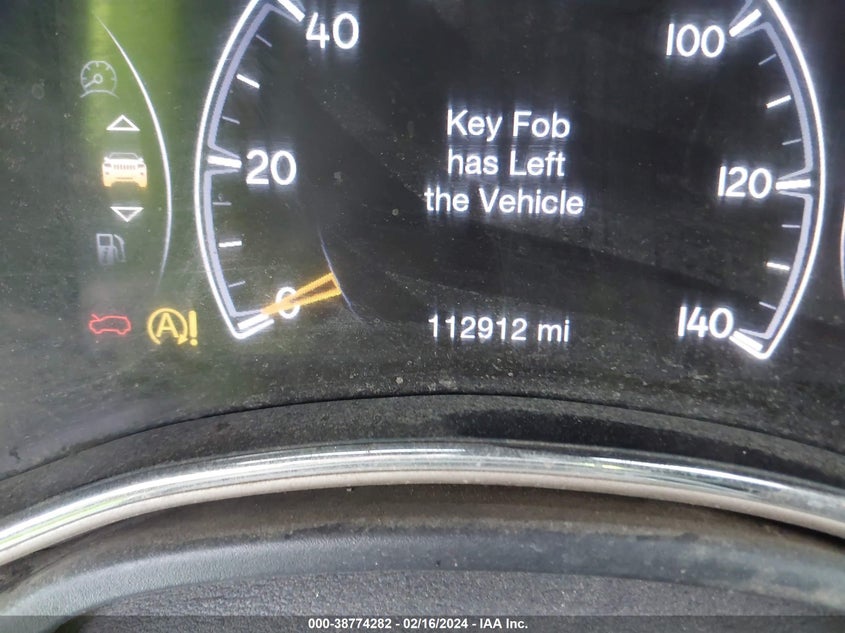 40
100
Key Fob
has Left
20
120
the Vehicle
0
112912 mi
140
A!
000-38774282 - 02/16/2024 - IAA Inc.